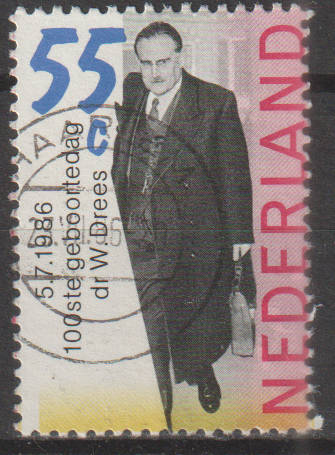 55
c
5.7.1986
100ste geboortedag
dr W. Drees
NEDERLAND